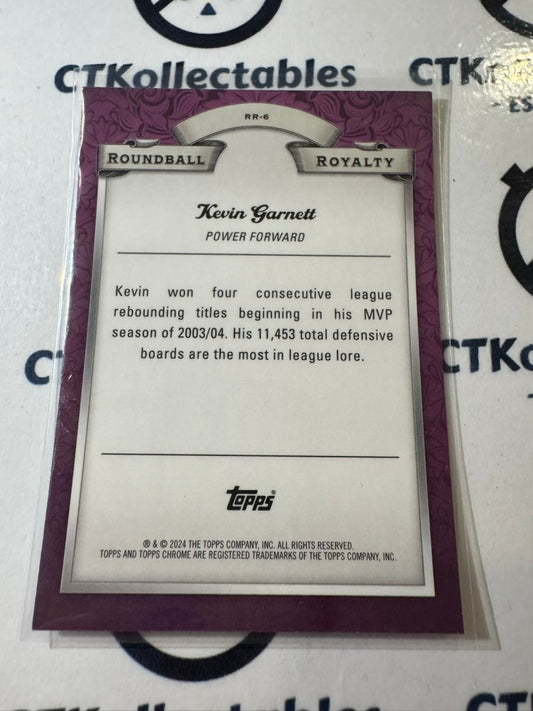 CTKollectables
CTK
- ES
RR-6
ROUNDBALL ROYALTY
Kevin Garnett
POWER FORWARD
Kevin won four consecutive league
rebounding titles beginning in his MVP
season of 2003/04. His 11,453 total defensive
boards are the most in league lore.
CTK
CTKo
topps®
® & © 2024 THE TOPPS COMPANY, INC. ALL RIGHTS RESERVED.
TOPPS AND TOPPS CHROME ARE REGISTERED TRADEMARKS OF THE TOPPS COMPANY, INC.
CTKollectables
CTKolle